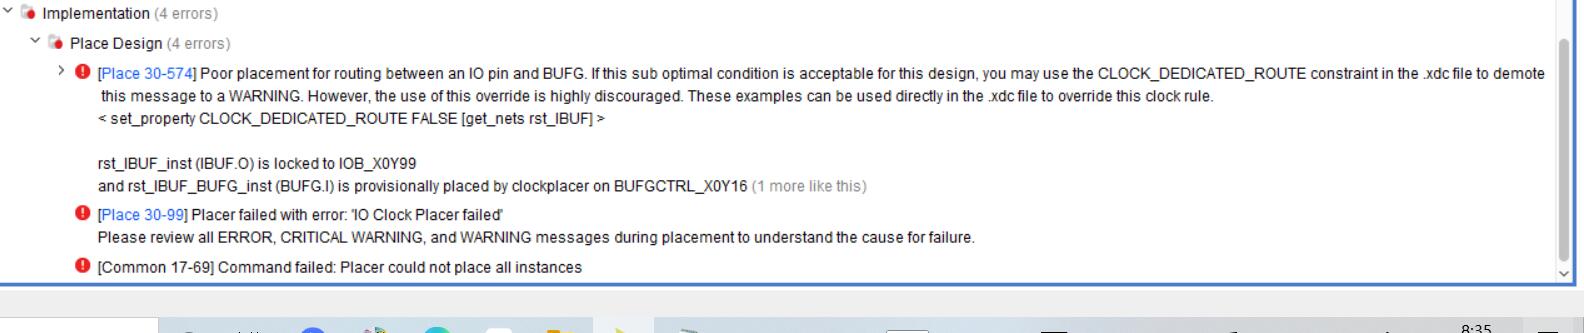 Implementation (4 errors)
Place Design (4 errors)
[Place 30-574] Poor placement for routing between an IO pin and BUFG. If this sub optimal condition is acceptable for this design, you may use the CLOCK_DEDICATED_ROUTE constraint in the .xdc file to demote
this message to a WARNING. However, the use of this override is highly discouraged. These examples can be used directly in the .xdc file to override this clock rule.
< set_property CLOCK_DEDICATED_ROUTE FALSE [get_nets rst_IBUF] >
rst_IBUF_inst (IBUF.O) is locked to IOB_X0Y99
and rst_IBUF_BUFG_inst (BUFG.I) is provisionally placed by clockplacer on BUFGCTRL_X0Y16 (1 more like this)
[Place 30-99] Placer failed with error: 'IO Clock Placer failed'
Please review all ERROR, CRITICAL WARNING, and WARNING messages during placement to understand the cause for failure.
[Common 17-69] Command failed: Placer could not place all instances
8:35